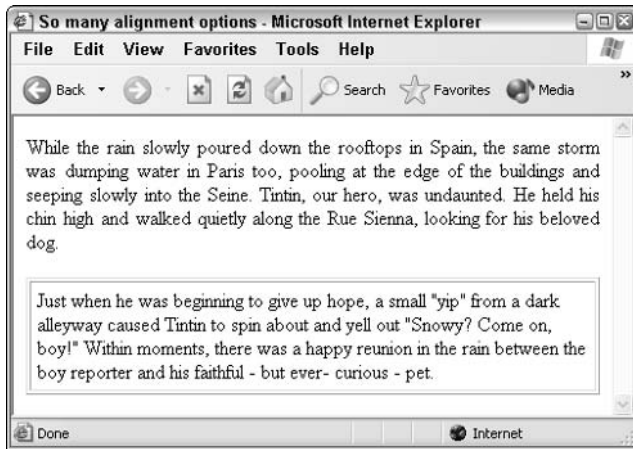 So many alignment options - Microsoft Internet Explorer
File Edit View Favorites Tools Help
Back Search Favorites Media »
While the rain slowly poured down the rooftops in Spain, the same storm
was dumping water in Paris too, pooling at the edge of the buildings and
seeping slowly into the Seine. Tintin, our hero, was undaunted. He held his
chin high and walked quietly along the Rue Sienna, looking for his beloved
dog.
Just when he was beginning to give up hope, a small "yip" from a dark
alleyway caused Tintin to spin about and yell out "Snowy? Come on,
boy!" Within moments, there was a happy reunion in the rain between the
boy reporter and his faithful - but ever- curious - pet.
Done Internet